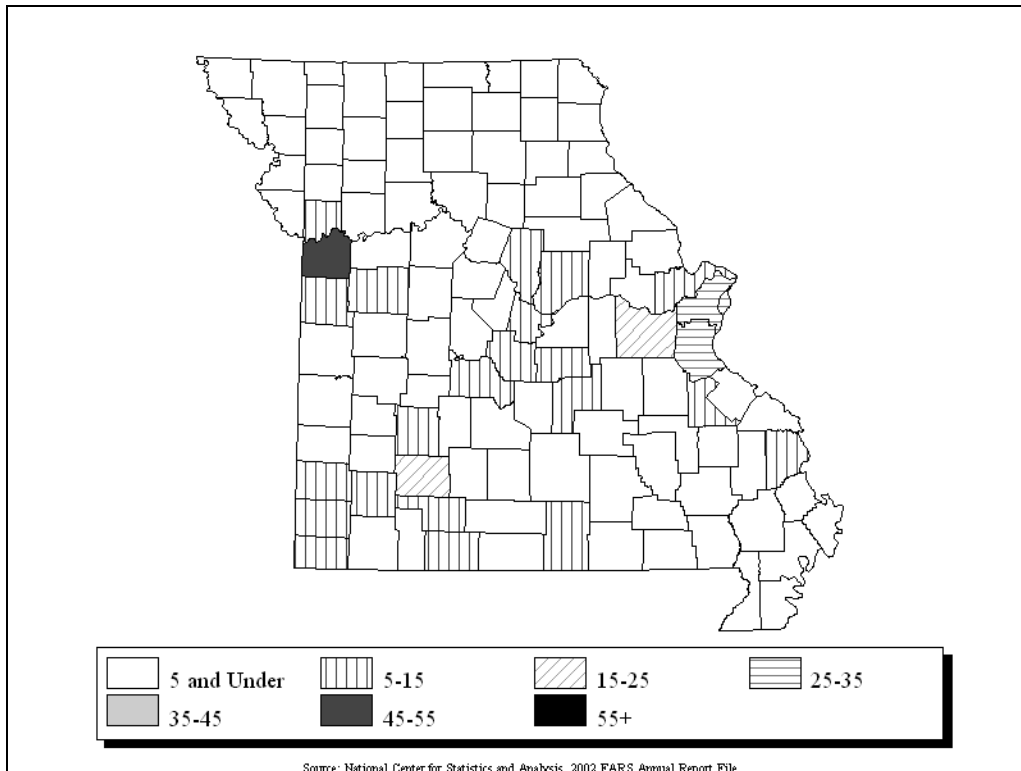 5 and Under 5-15 15-25 25-35
35-45 45-55 55+
Source: National Center for Statistics and Analysis, 2002 FARS Annual Report File